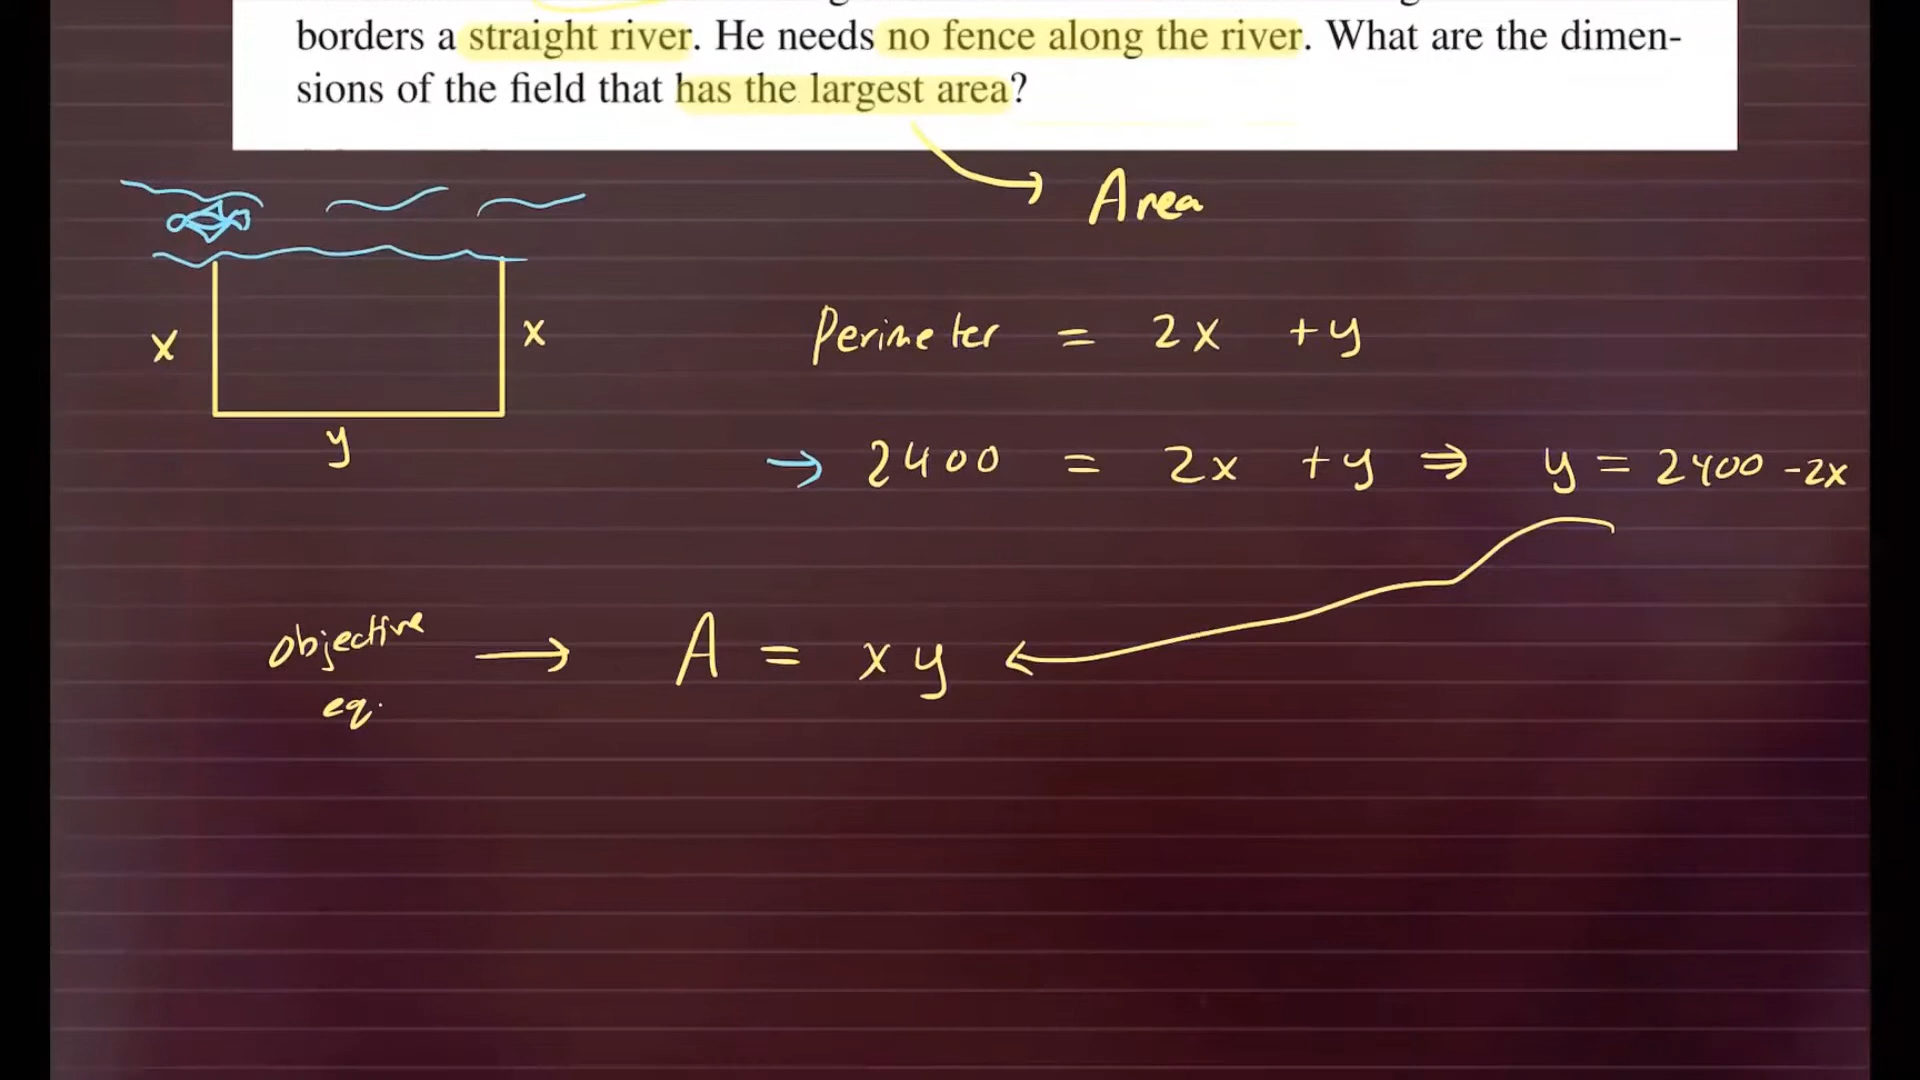 borders a straight river. He needs no fence along the river. What are the dimen-
sions of the field that has the largest area?
Area
x
x
y
Perimeter = 2x + y
→ 2400 = 2x + y ⇒ y = 2400 - 2x
objective
eq.
→ A = xy